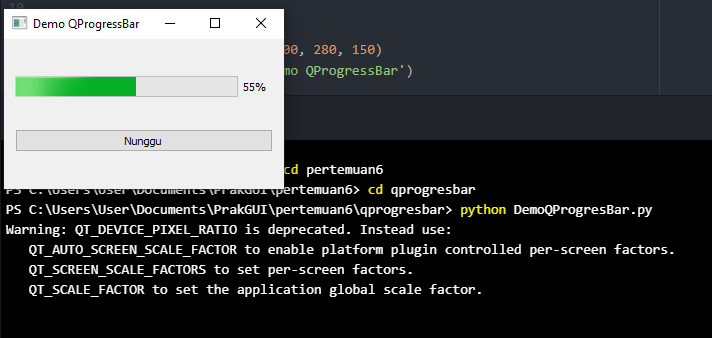 Demo QProgressBar
00, 280, 150)
mo QProgressBar')
55%
Nunggu
cd pertemuan6
PS C:\Users\User\Documents\PrakGUI\pertemuan6> cd qprogresbar
PS C:\Users\User\Documents\PrakGUI\pertemuan6\qprogresbar> python DemoQProgresBar.py
Warning: QT_DEVICE_PIXEL_RATIO is deprecated. Instead use:
QT_AUTO_SCREEN_SCALE_FACTOR to enable platform plugin controlled per-screen factors.
QT_SCREEN_SCALE_FACTORS to set per-screen factors.
QT_SCALE_FACTOR to set the application global scale factor.